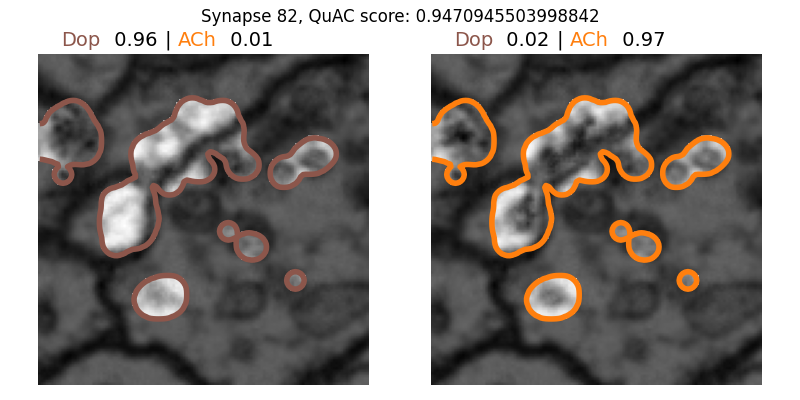 Synapse 82, QuAC score: 0.9470945503998842
Dop 0.96 | ACh 0.01
Dop 0.02 | ACh 0.97